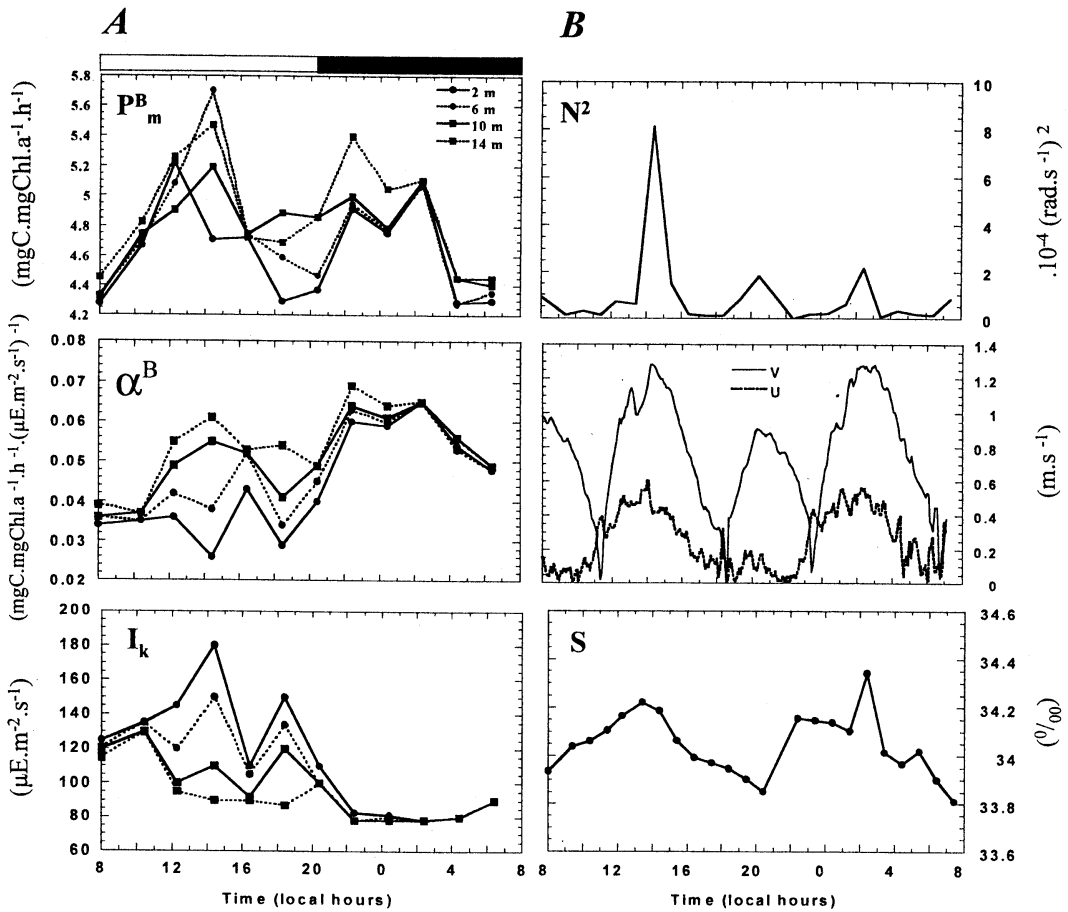 A
B
P^B_m
2 m
6 m
10 m
14 m
(mgC.mgChl.a⁻¹.h⁻¹)
5.8
5.6
5.4
5.2
5
4.8
4.6
4.4
4.2
N²
10
8
6
4
2
0
.10⁻⁴ (rad.s⁻¹)²
α^B
(mgC.mgChl.a⁻¹.h⁻¹.(µE.m⁻².s⁻¹)
0.08
0.07
0.06
0.05
0.04
0.03
0.02
V
U
1.4
1.2
1
0.8
0.6
0.4
0.2
0
(m.s⁻¹)
I_k
(µE.m⁻².s⁻¹)
200
180
160
140
120
100
80
60
8 12 16 20 0 4 8
Time (local hours)
S
34.6
34.4
34.2
34
33.8
33.6
(⁰/₀₀)
8 12 16 20 0 4 8
Time (local hours)